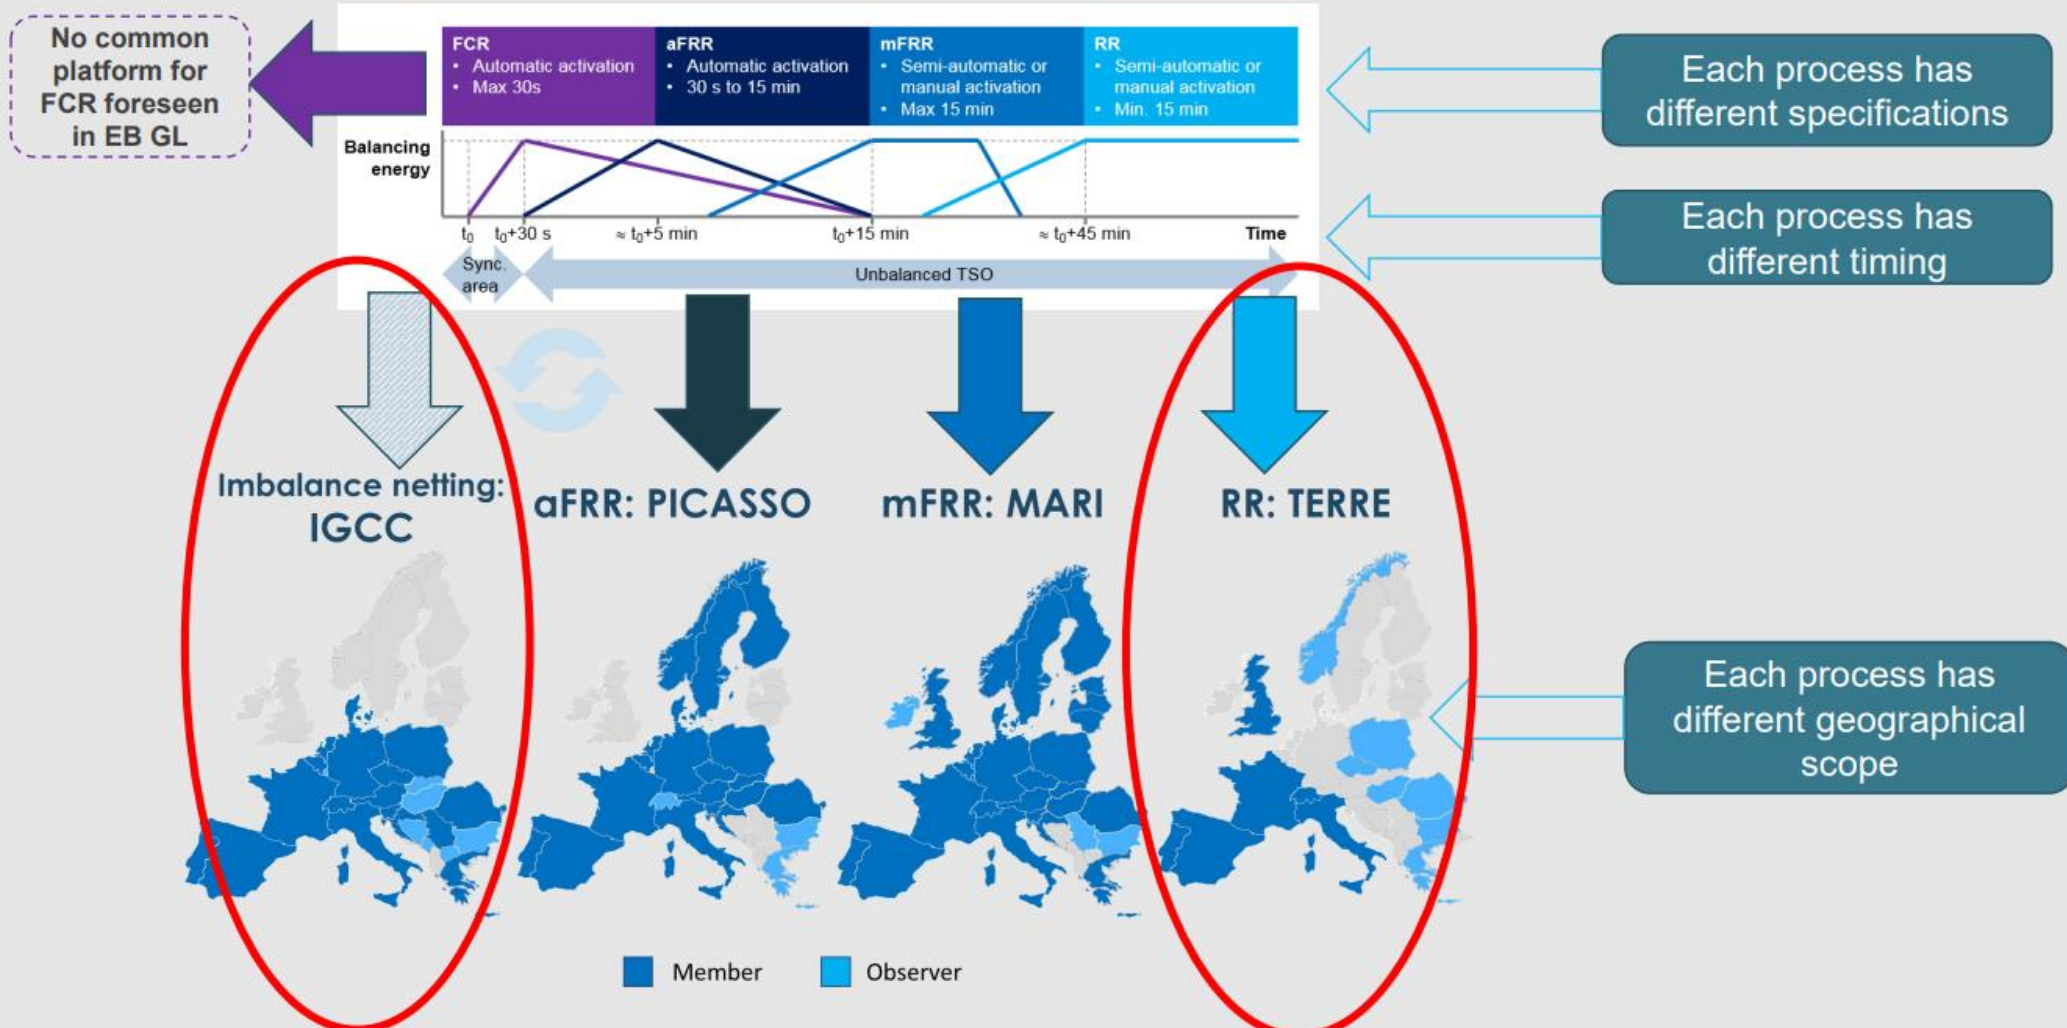 No common
platform for
FCR foreseen
in EB GL
FCR
• Automatic activation
• Max 30s
aFRR
• Automatic activation
• 30 s to 15 min
mFRR
• Semi-automatic or
manual activation
• Max 15 min
RR
• Semi-automatic or
manual activation
• Min. 15 min
Each process has
different specifications
Balancing
energy
t0 t0+30 s ≈ t0+5 min t0+15 min ≈ t0+45 min Time
Sync.
area
Unbalanced TSO
Each process has
different timing
Imbalance netting:
IGCC
aFRR: PICASSO
mFRR: MARI
RR: TERRE
Each process has
different geographical
scope
Member
Observer